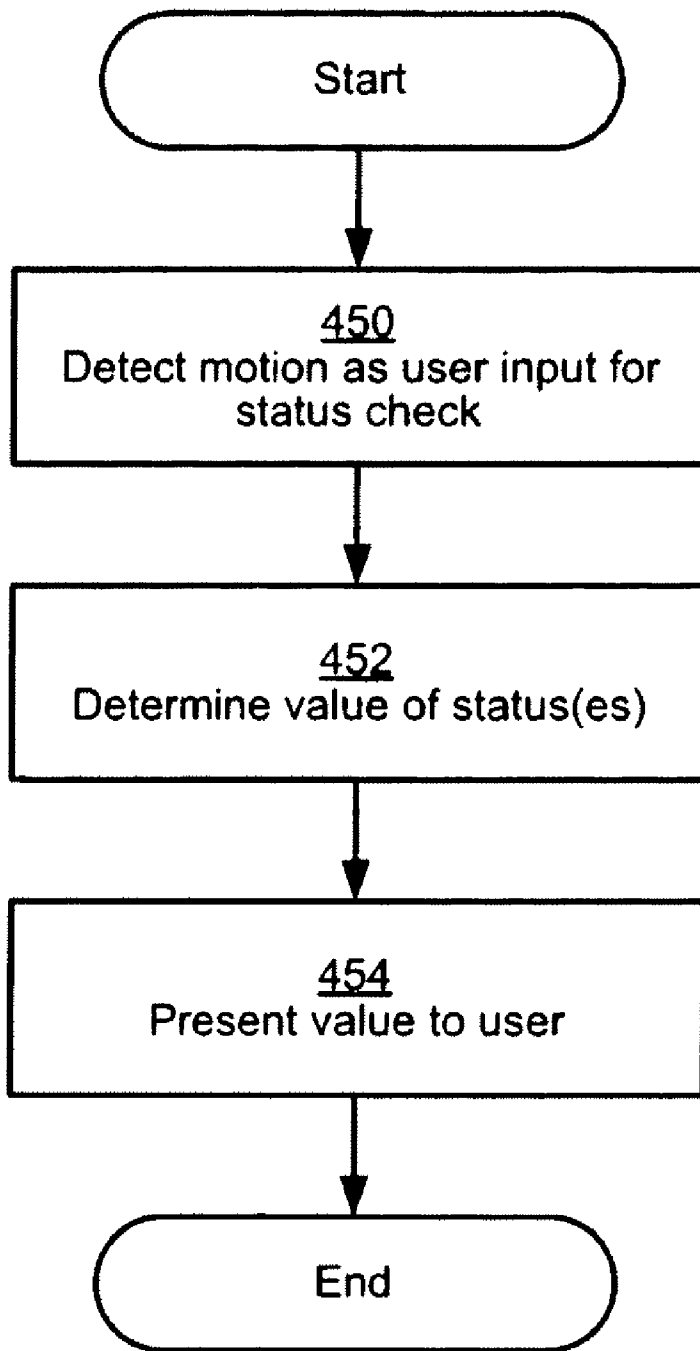 Start
450
Detect motion as user input for
status check
452
Determine value of status(es)
454
Present value to user
End